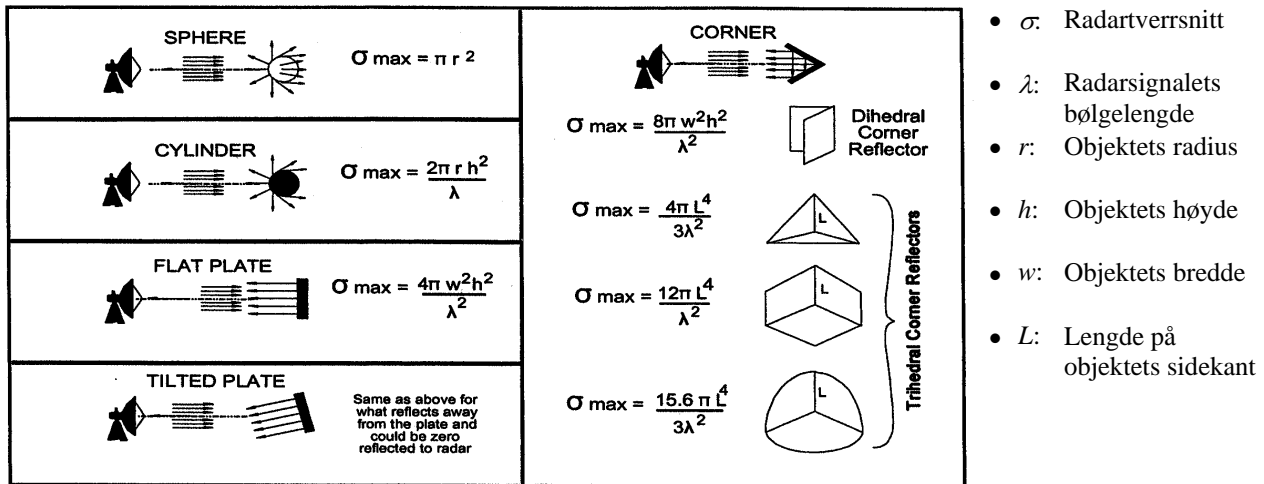 SPHERE
σ max = π r 2
CYLINDER
σ max = 2π r h2
λ
FLAT PLATE
σ max = 4π w2h2
λ2
TILTED PLATE
Same as above for
what reflects away
from the plate and
could be zero
reflected to radar
CORNER
σ max = 8π w2h2
λ2
Dihedral
Corner
Reflector
σ max = 4π L4
3λ2
L
σ max = 12π L4
λ2
L
σ max = 15.6 π L4
3λ2
L
Trihedral Corner Reflectors
• σ: Radartverrsnitt
• λ: Radarsignalets
bølgelengde
• r: Objektets radius
• h: Objektets høyde
• w: Objektets bredde
• L: Lengde på
objektets sidekant